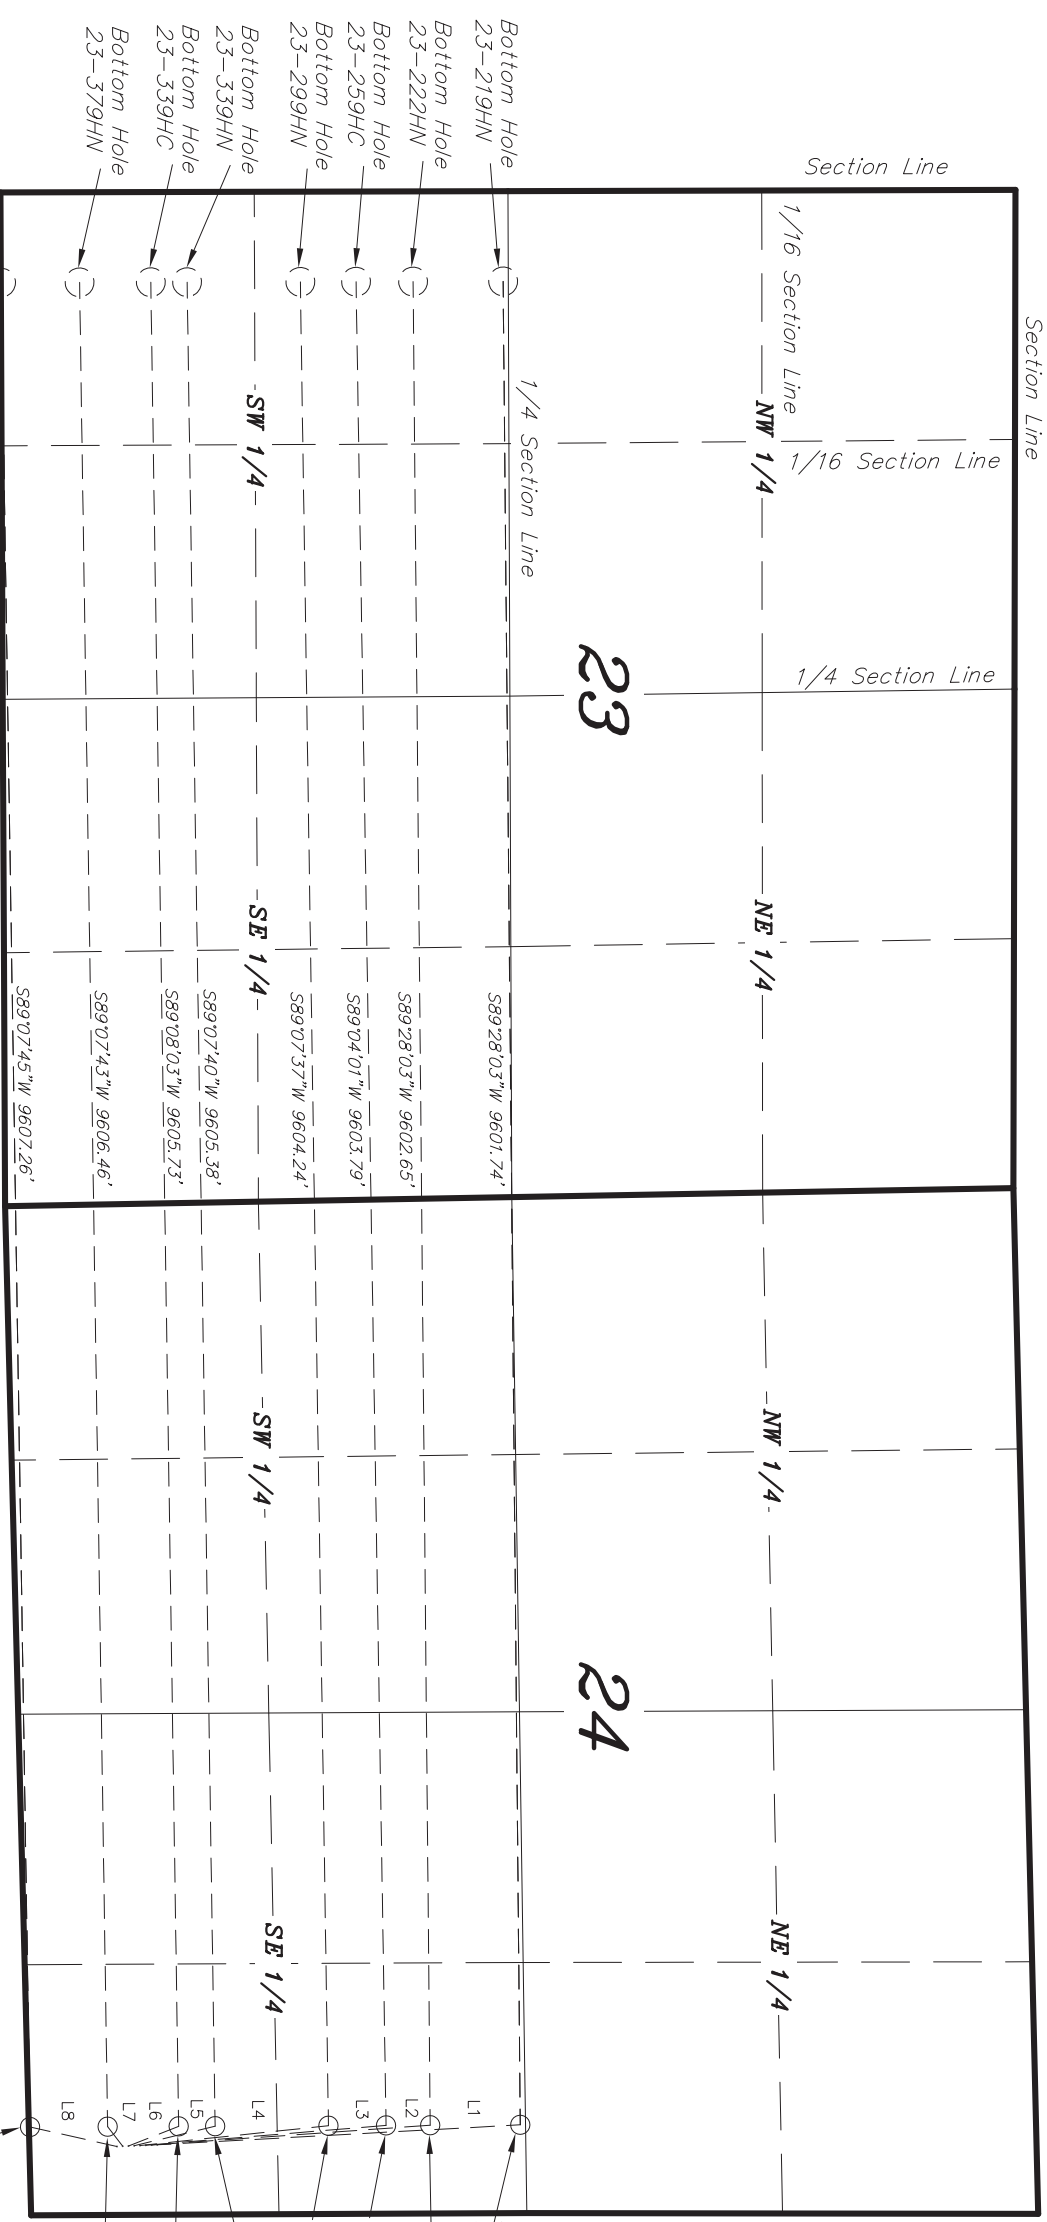 Section Line
Section Line
1/16 Section Line
1/16 Section Line
1/4 Section Line
1/4 Section Line
NW 1/4
NE 1/4
SW 1/4
SE 1/4
23
NW 1/4
NE 1/4
SW 1/4
SE 1/4
24
Bottom Hole
23-219HN
Bottom Hole
23-222HN
Bottom Hole
23-259HC
Bottom Hole
23-299HN
Bottom Hole
23-339HN
Bottom Hole
23-339HC
Bottom Hole
23-379HN
S89°28'03"W 9601.74'
S89°28'03"W 9602.65'
S89°04'01"W 9603.79'
S89°07'37"W 9604.24'
S89°07'40"W 9605.38'
S89°08'03"W 9605.73'
S89°07'43"W 9606.46'
S89°07'45"W 9607.26'
L1
L2
L3
L4
L5
L6
L7
L8